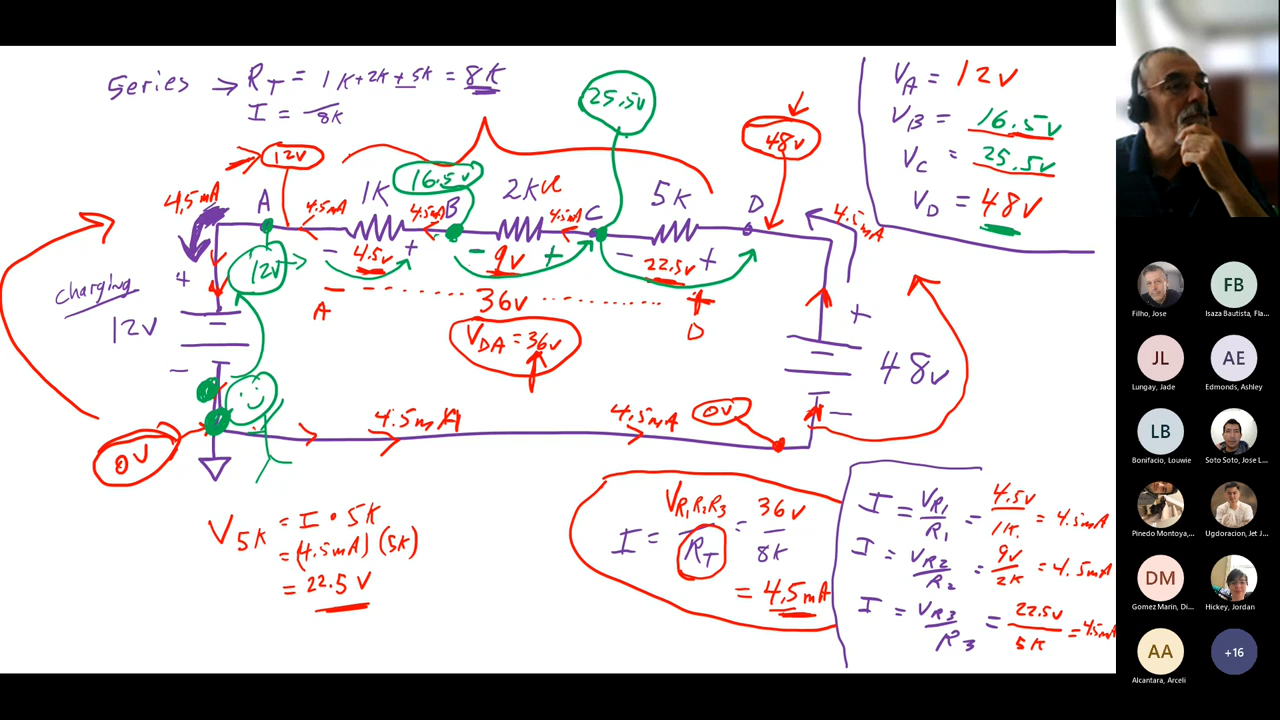 Series → RT = 1K+2K+5K = 8K
I = —8K
25.5V
48V
12V
16.5V
4.5mA
A
4.5mA
1K
4.5mA
B
2K
4.5mA
C
5K
D
4.5mA
12V
- 4.5V +
- 9V +
- 22.5V +
A - 36V + D
VDA = 36V
charging
+
12V
-
+
48V
-
0V
4.5mA
4.5mA
0V
V5K = I • 5K
= (4.5mA)(5K)
= 22.5 V
I = VR1R2R3 / RT = 36V / 8K
= 4.5mA
VA = 12V
VB = 16.5V
VC = 25.5V
VD = 48V
I = VR1/R1 = 4.5V/1K = 4.5mA
I = VR2/R2 = 9V/2K = 4.5mA
I = VR3/R3 = 22.5V/5K = 4.5mA
FB
Filho, Jose
Isaza Bautista, Fla...
JL
AE
Lungay, Jade
Edmonds, Ashley
LB
Bonifacio, Louwie
Soto Soto, Jose L...
Pinedo Montoya,...
Ugdoracion, Jet J...
DM
Gomez Marin, Di...
Hickey, Jordan
AA
+16
Alcantara, Arceli